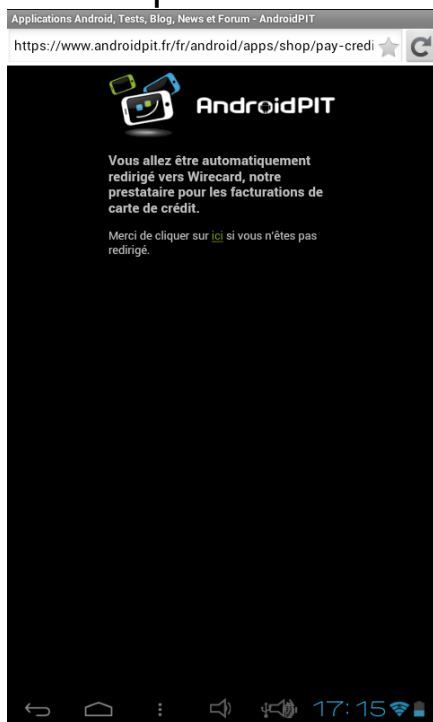 Applications Android, Tests, Blog, News et Forum - AndroidPIT
https://www.androidpit.fr/fr/android/apps/shop/pay-credi
AndroidPIT
Vous allez être automatiquement
redirigé vers Wirecard, notre
prestataire pour les facturations de
carte de crédit.
Merci de cliquer sur ici si vous n'êtes pas
redirigé.
17:15